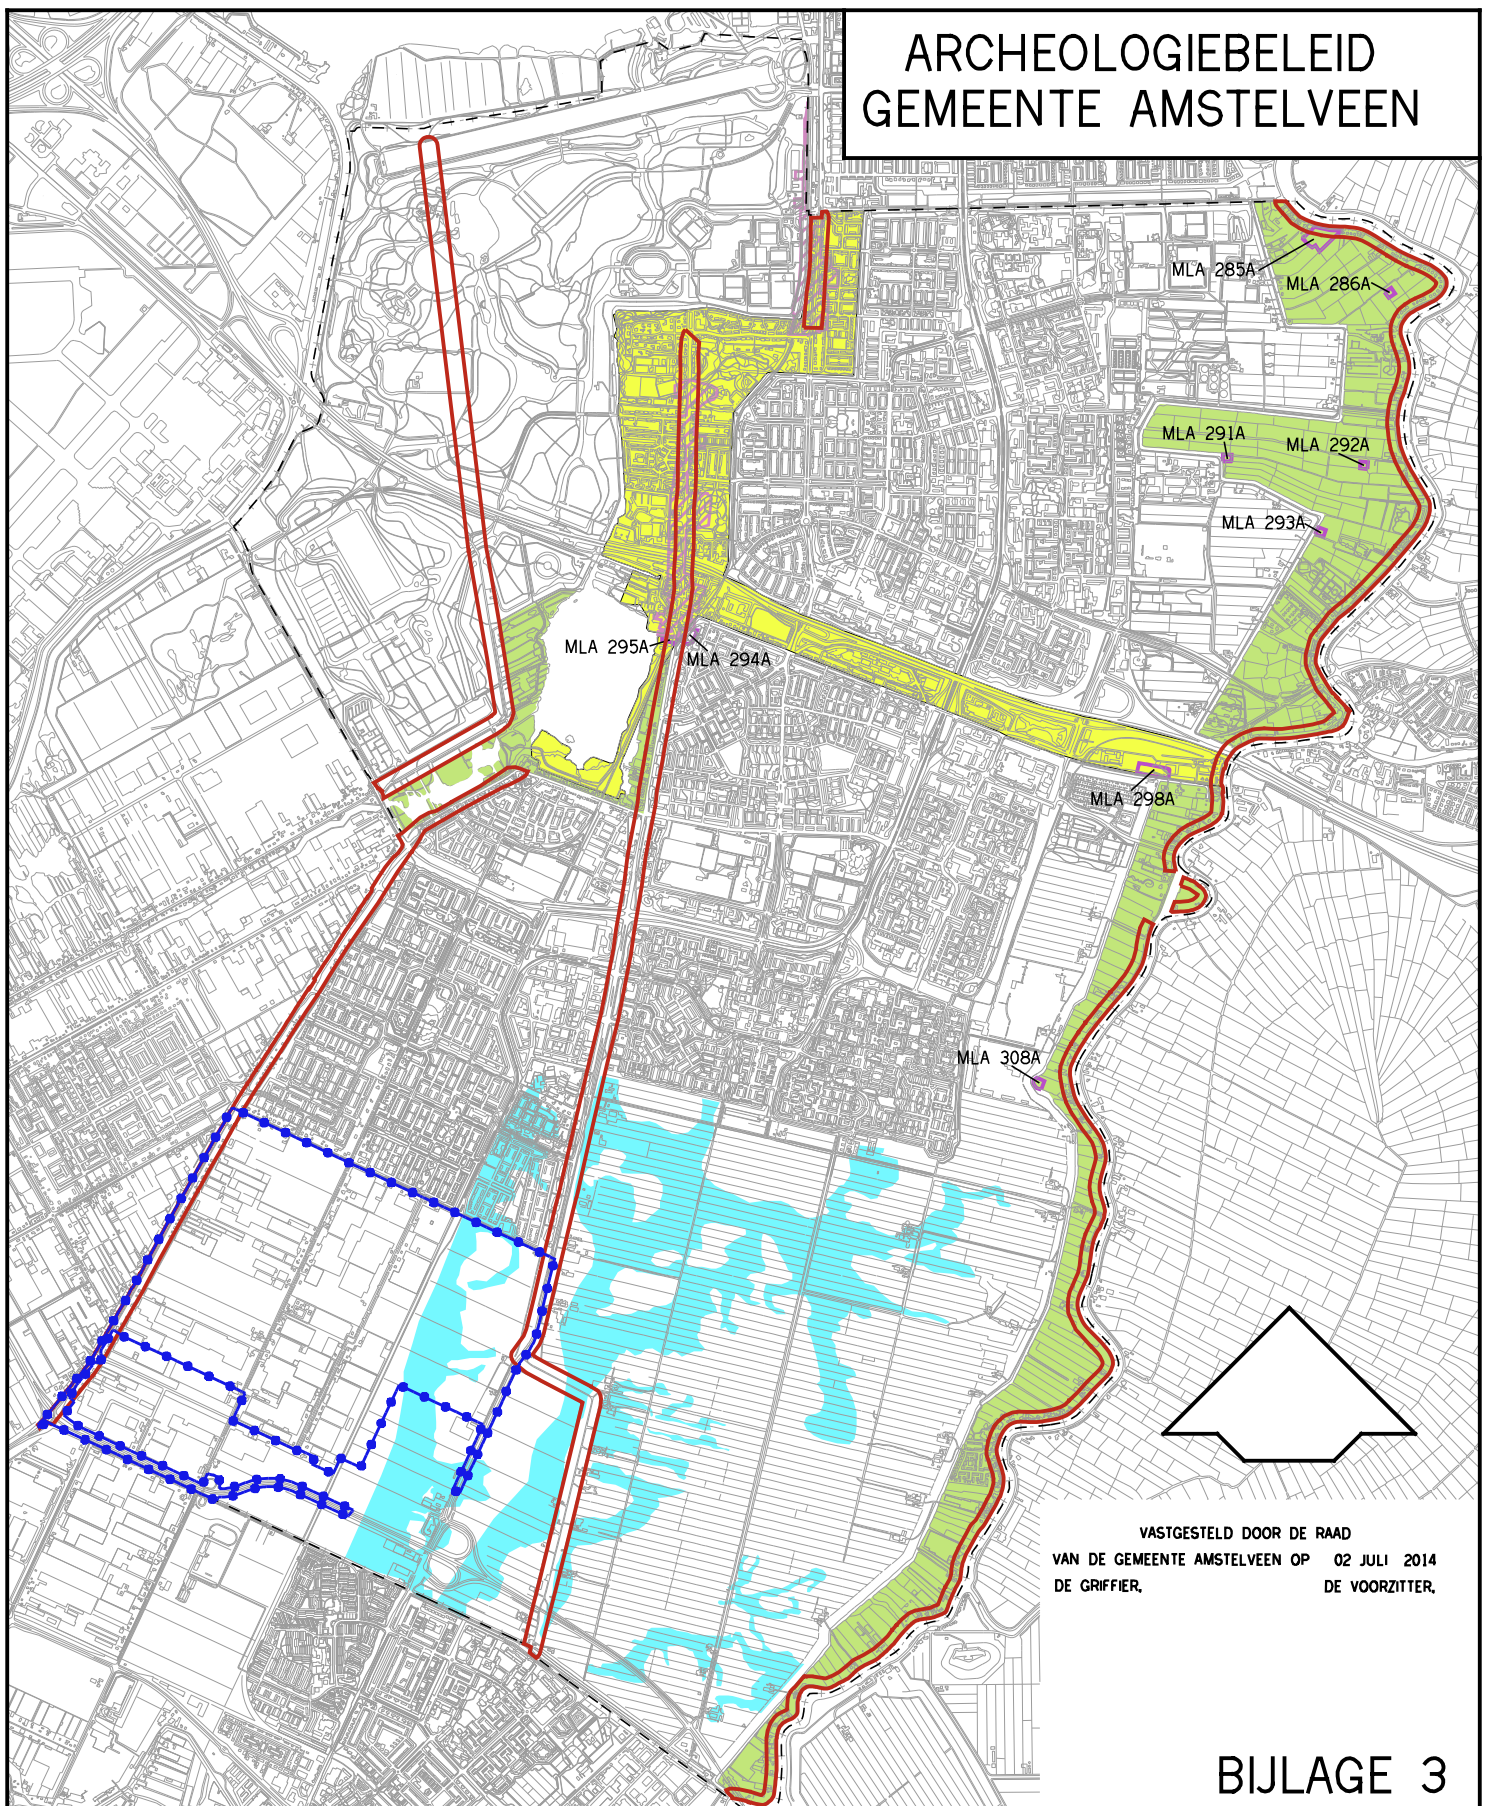 ARCHEOLOGIEBELEID
GEMEENTE AMSTELVEEN
MLA 285A
MLA 286A
MLA 291A
MLA 292A
MLA 293A
MLA 295A
MLA 294A
MLA 298A
MLA 308A
VASTGESTELD DOOR DE RAAD
VAN DE GEMEENTE AMSTELVEEN OP 02 JULI 2014
DE GRIFFIER, DE VOORZITTER,
BIJLAGE 3